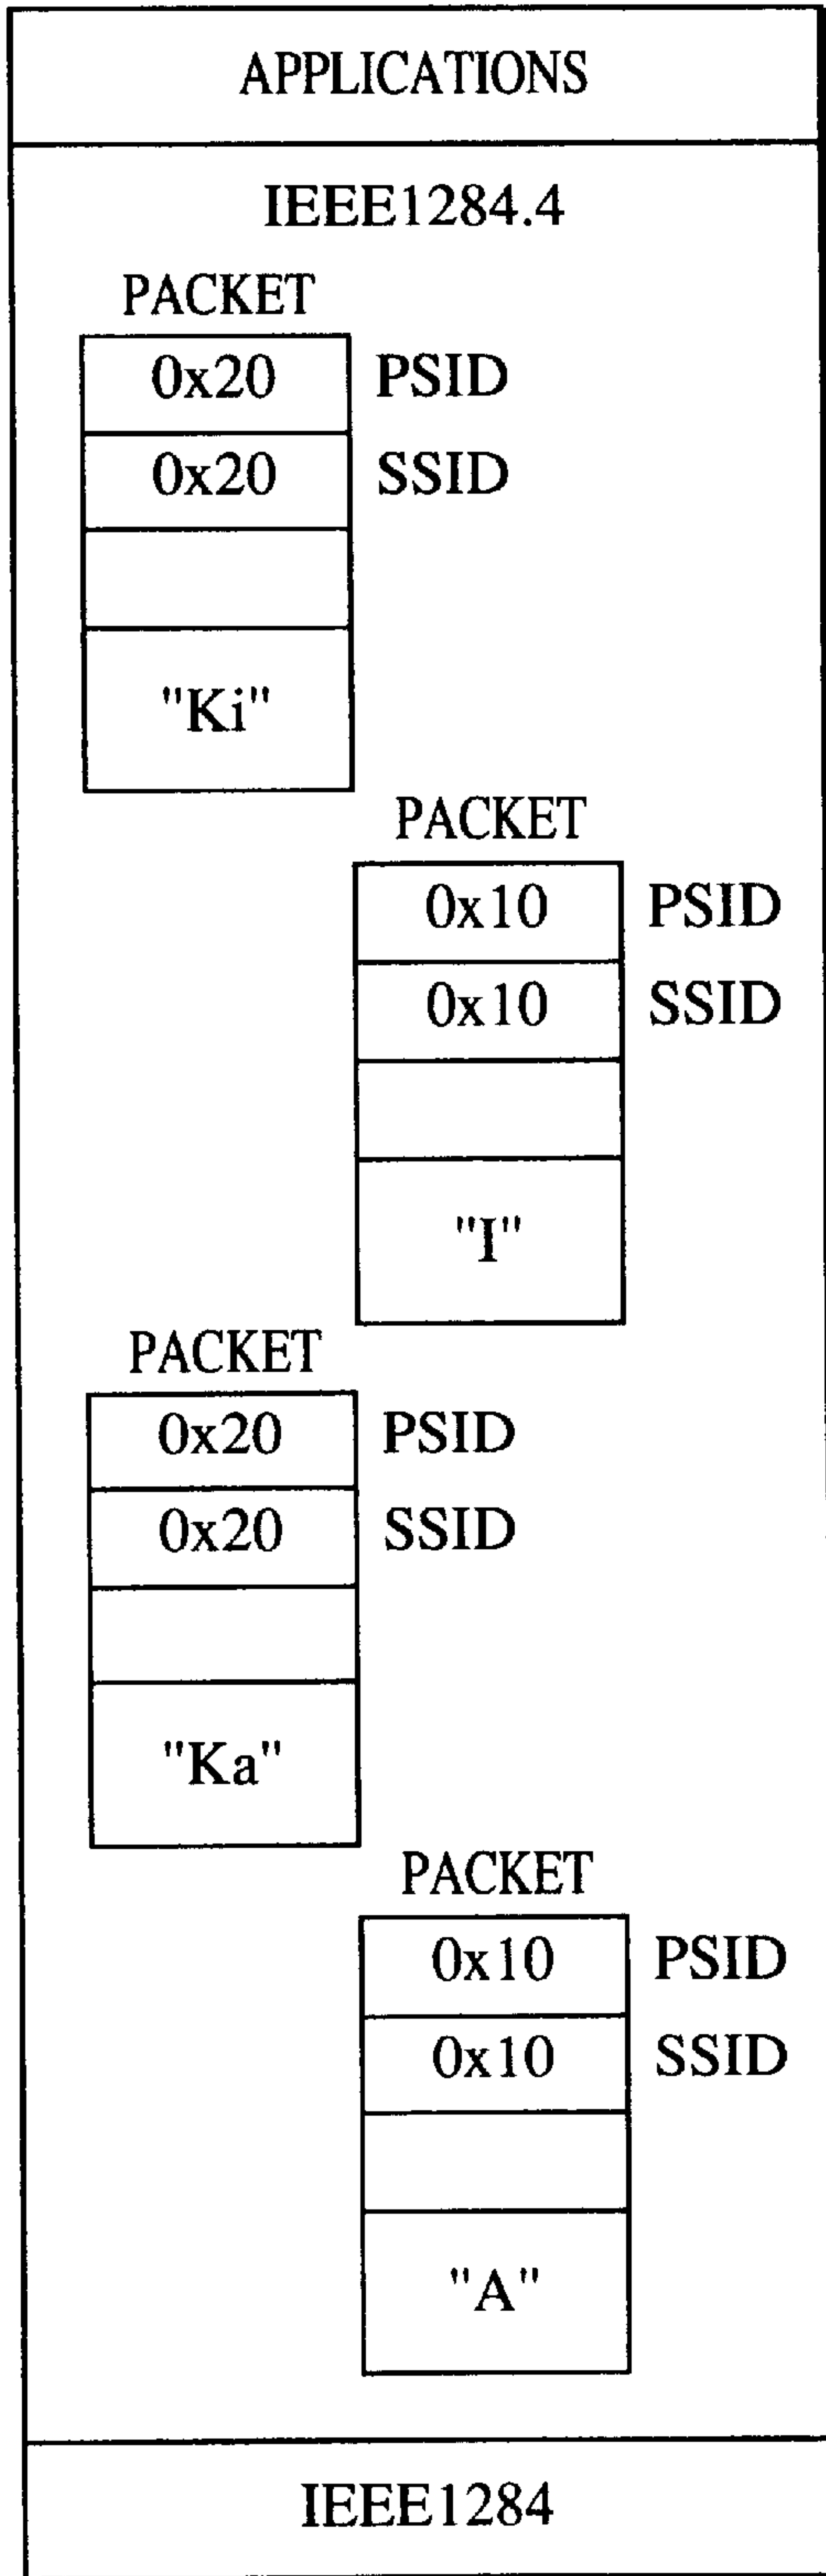 APPLICATIONS
IEEE1284.4
PACKET
0x20 PSID
0x20 SSID
"Ki"
PACKET
0x10 PSID
0x10 SSID
"I"
PACKET
0x20 PSID
0x20 SSID
"Ka"
PACKET
0x10 PSID
0x10 SSID
"A"
IEEE1284